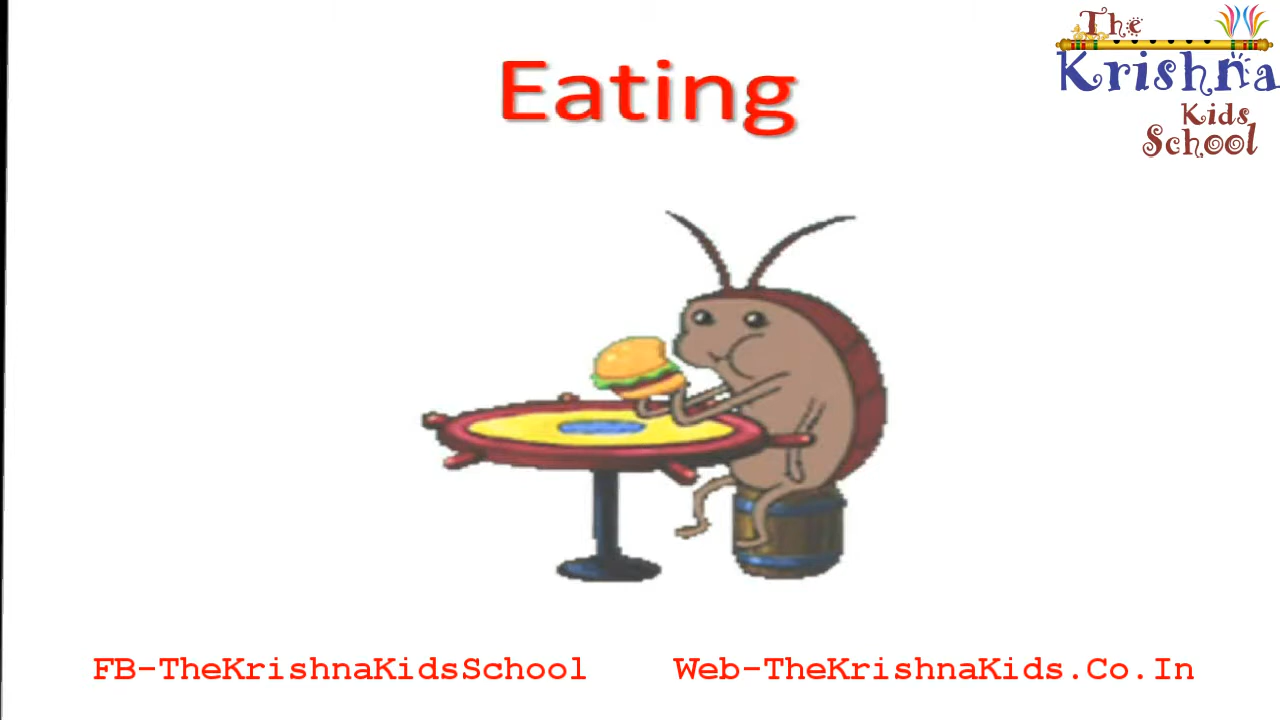 Eating
The
Krishna
Kids
School
FB-TheKrishnaKidsSchool
Web-TheKrishnaKids.Co.In